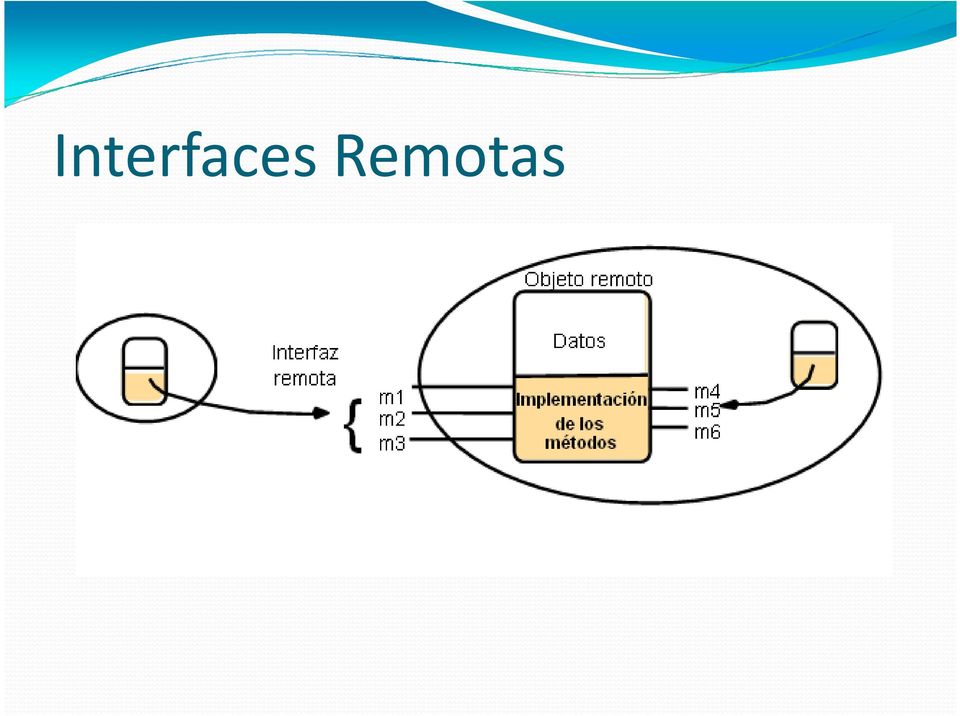 Interfaces Remotas
Objeto remoto
Datos
Interfaz
remota
{
m1
m2
m3
Implementación
de los
métodos
m4
m5
m6